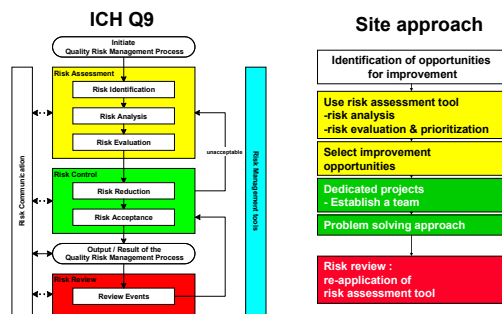 ICH Q9
Initiate
Quality Risk Management Process
Risk Assessment
Risk Identification
Risk Analysis
Risk Evaluation
unacceptable
Risk Control
Risk Reduction
Risk Acceptance
Output / Result of the
Quality Risk Management Process
Risk Review
Review Events
Risk Communication
Risk Management tools
Site approach
Identification of opportunities
for improvement
Use risk assessment tool
-risk analysis
-risk evaluation & prioritization
Select improvement
opportunities
Dedicated projects
- Establish a team
Problem solving approach
Risk review :
re-application of
risk assessment tool